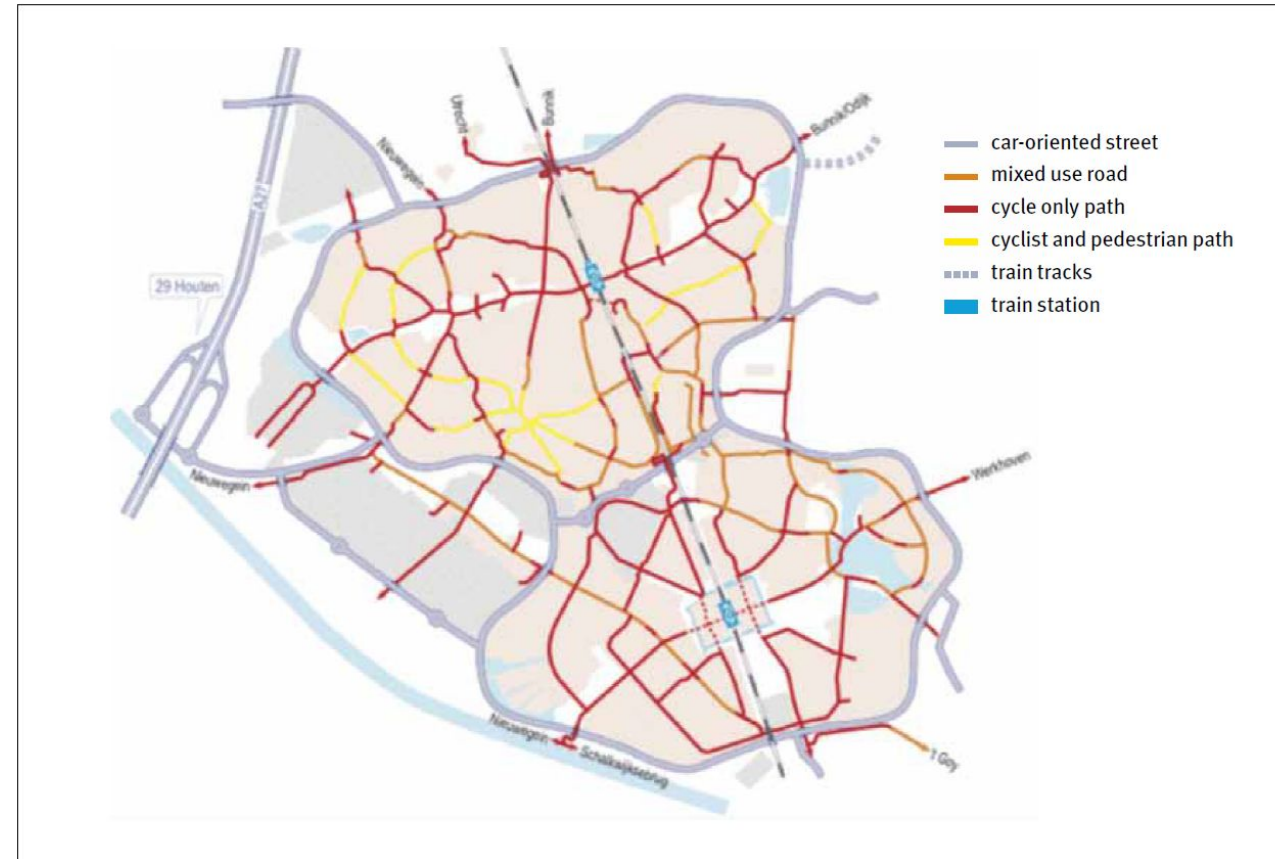 Utrecht
Bunnik
Bunnik/Odijk
Nieuwegein
A27
29 Houten
Nieuwegein
Werkhoven
Nieuwegein
Schalkwijksebrug
't Goy
car-oriented street
mixed use road
cycle only path
cyclist and pedestrian path
train tracks
train station